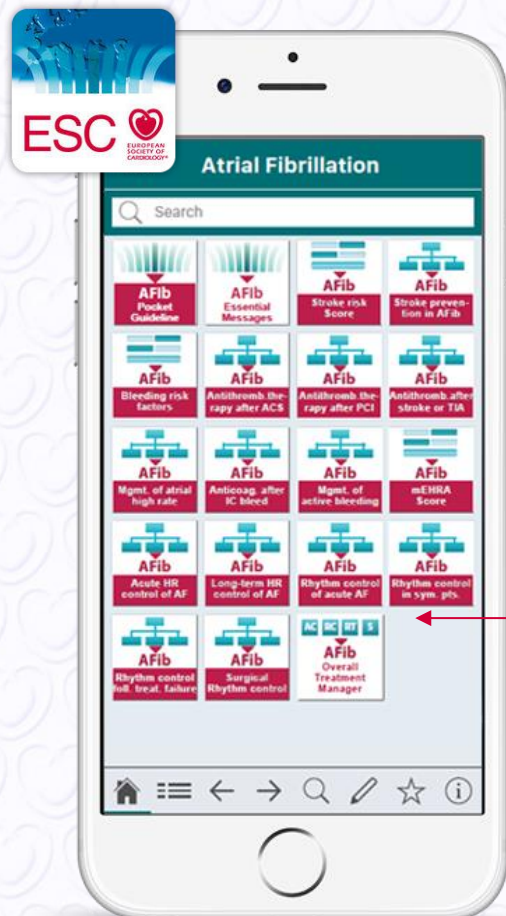 ESC
EUROPEAN
SOCIETY OF
CARDIOLOGY®
Atrial Fibrillation
Search
AFIb
Pocket
Guideline
AFib
Essential
Messages
Stroke risk
Score
Stroke preven-
tion in AFib
AFib
Bleeding risk
factors
AFib
Antithromb.the-
rapy after ACS
AFib
Antithromb.the-
rapy after PCI
AFib
Antithromb.after
stroke or TIA
AFib
Mgmt. of atrial
high rate
AFib
Anticoag. after
IC bleed
AFib
Mgmt. of
active bleeding
AFib
mEHRA
Score
AFib
Acute HR
control of AF
AFib
Long-term HR
control of AF
AFib
Rhythm control
of acute AF
AFib
Rhythm control
in sym. pts.
AFib
Rhythm control
foll. treat. failure
AFib
Surgical
Rhythm control
AC RC RT S
AFib
Overall
Treatment
Manager